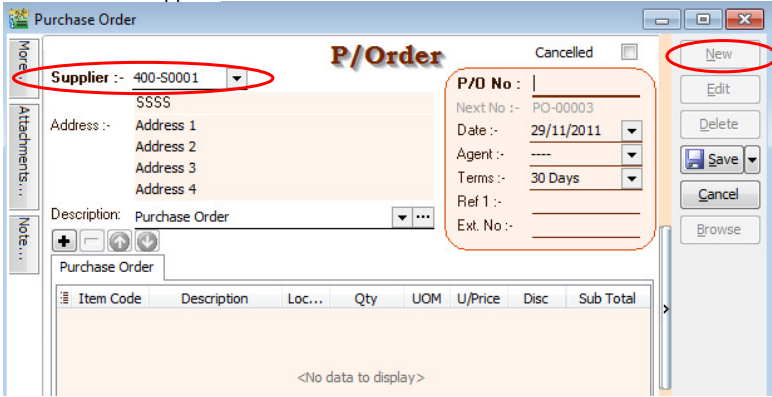 Purchase Order
P/Order
Cancelled
New
Supplier :- 400-S0001
SSSS
P/O No :
Edit
Next No :- PO-00003
Address :- Address 1
Date :- 29/11/2011
Delete
Address 2
Agent :- ----
Address 3
Terms :- 30 Days
Save
Address 4
Ref 1 :-
Cancel
Description: Purchase Order
Ext. No :-
Browse
Attachments...
Note...
Purchase Order
Item Code Description Loc... Qty UOM U/Price Disc Sub Total
<No data to display>